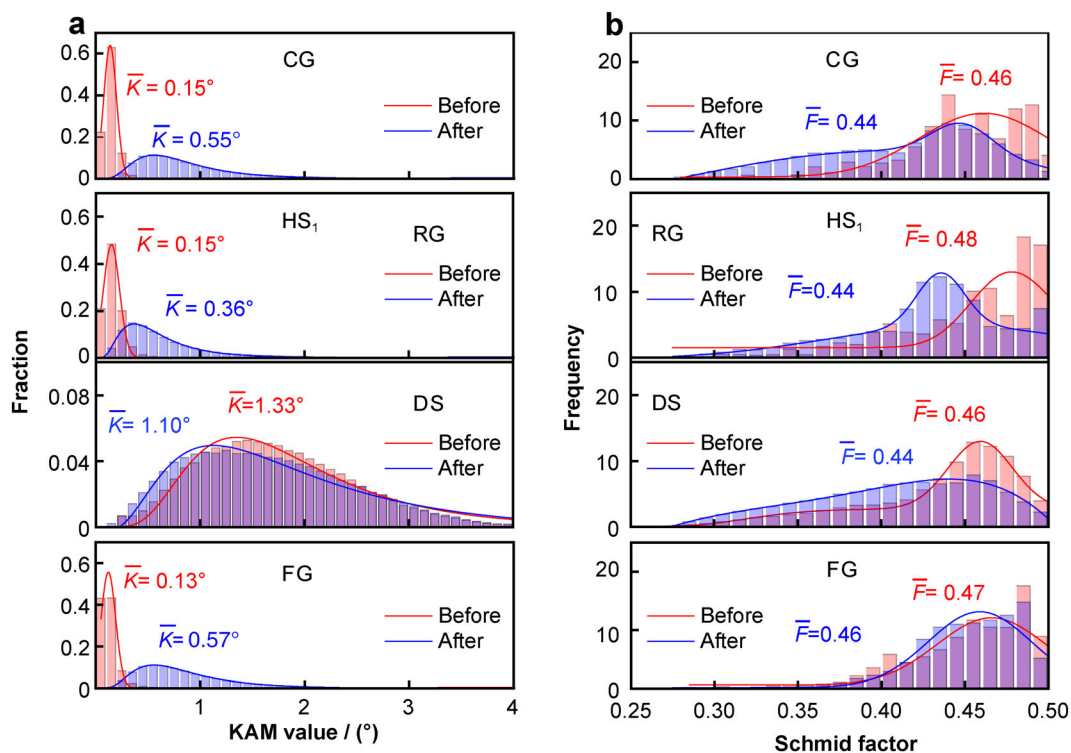 a
Fraction
0.6
0.4
0.2
0
CG
K̅ = 0.15°
K̅ = 0.55°
Before
After
0.6
0.4
0.2
0
HS₁
RG
K̅ = 0.15°
K̅ = 0.36°
Before
After
0.08
0.04
0
DS
K̅=1.33°
K̅= 1.10°
Before
After
0.6
0.4
0.2
0
FG
K̅ = 0.13°
K̅ = 0.57°
Before
After
0 1 2 3 4
KAM value / (°)
b
Frequency
20
10
0
CG
F̅= 0.46
F̅= 0.44
Before
After
20
10
0
RG
HS₁
F̅= 0.48
F̅=0.44
Before
After
20
10
0
DS
F̅= 0.46
F̅= 0.44
Before
After
20
10
0
FG
F̅= 0.47
F̅=0.46
Before
After
0.25 0.30 0.35 0.40 0.45 0.50
Schmid factor